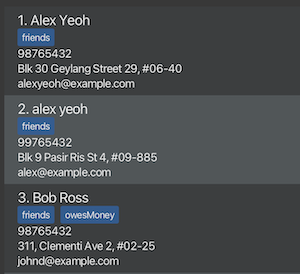 1. Alex Yeoh
friends
98765432
Blk 30 Geylang Street 29, #06-40
alexyeoh@example.com
2. alex yeoh
friends
99765432
Blk 9 Pasir Ris St 4, #09-885
alex@example.com
3. Bob Ross
friends owesMoney
98765432
311, Clementi Ave 2, #02-25
johnd@example.com